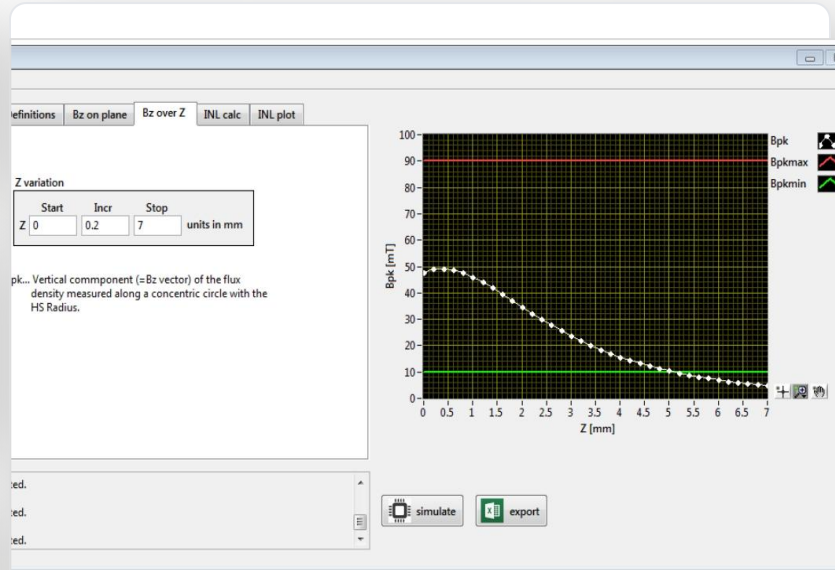 efinitions
Bz on plane
Bz over Z
INL calc
INL plot
Z variation
Start Incr Stop
Z 0 0.2 7 units in mm
pk... Vertical commponent (=Bz vector) of the flux
density measured along a concentric circle with the
HS Radius.
100
90
80
70
60
50
40
30
20
10
0
Bpk [mT]
0 0.5 1 1.5 2 2.5 3 3.5 4 4.5 5 5.5 6 6.5 7
Z [mm]
Bpk
Bpkmax
Bpkmin
ted.
ted.
ted.
simulate
export